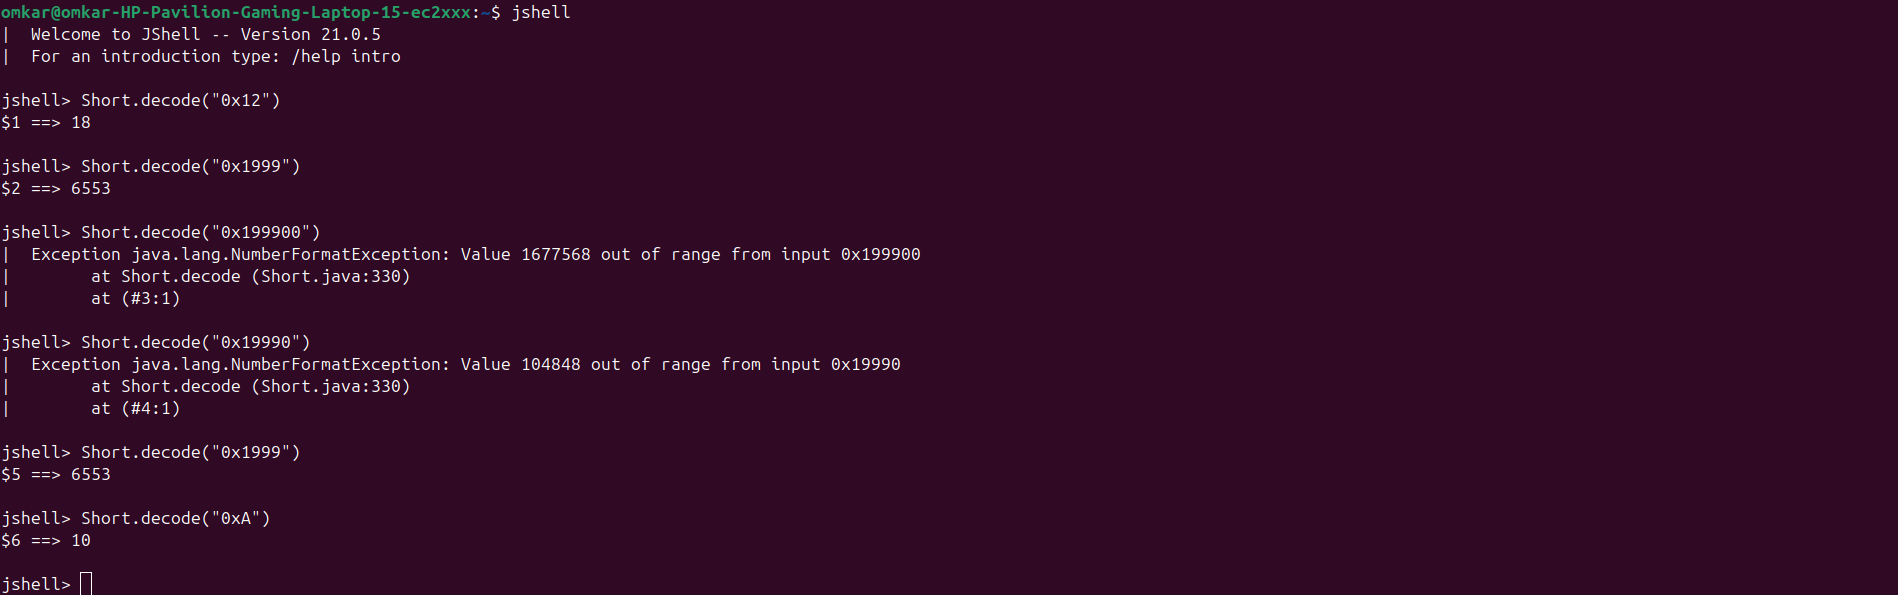 omkar@omkar-HP-Pavilion-Gaming-Laptop-15-ec2xxx:~$ jshell
|  Welcome to JShell -- Version 21.0.5
|  For an introduction type: /help intro

jshell> Short.decode("0x12")
$1 ==> 18

jshell> Short.decode("0x1999")
$2 ==> 6553

jshell> Short.decode("0x199900")
|  Exception java.lang.NumberFormatException: Value 1677568 out of range from input 0x199900
|        at Short.decode (Short.java:330)
|        at (#3:1)

jshell> Short.decode("0x19990")
|  Exception java.lang.NumberFormatException: Value 104848 out of range from input 0x19990
|        at Short.decode (Short.java:330)
|        at (#4:1)

jshell> Short.decode("0x1999")
$5 ==> 6553

jshell> Short.decode("0xA")
$6 ==> 10

jshell>